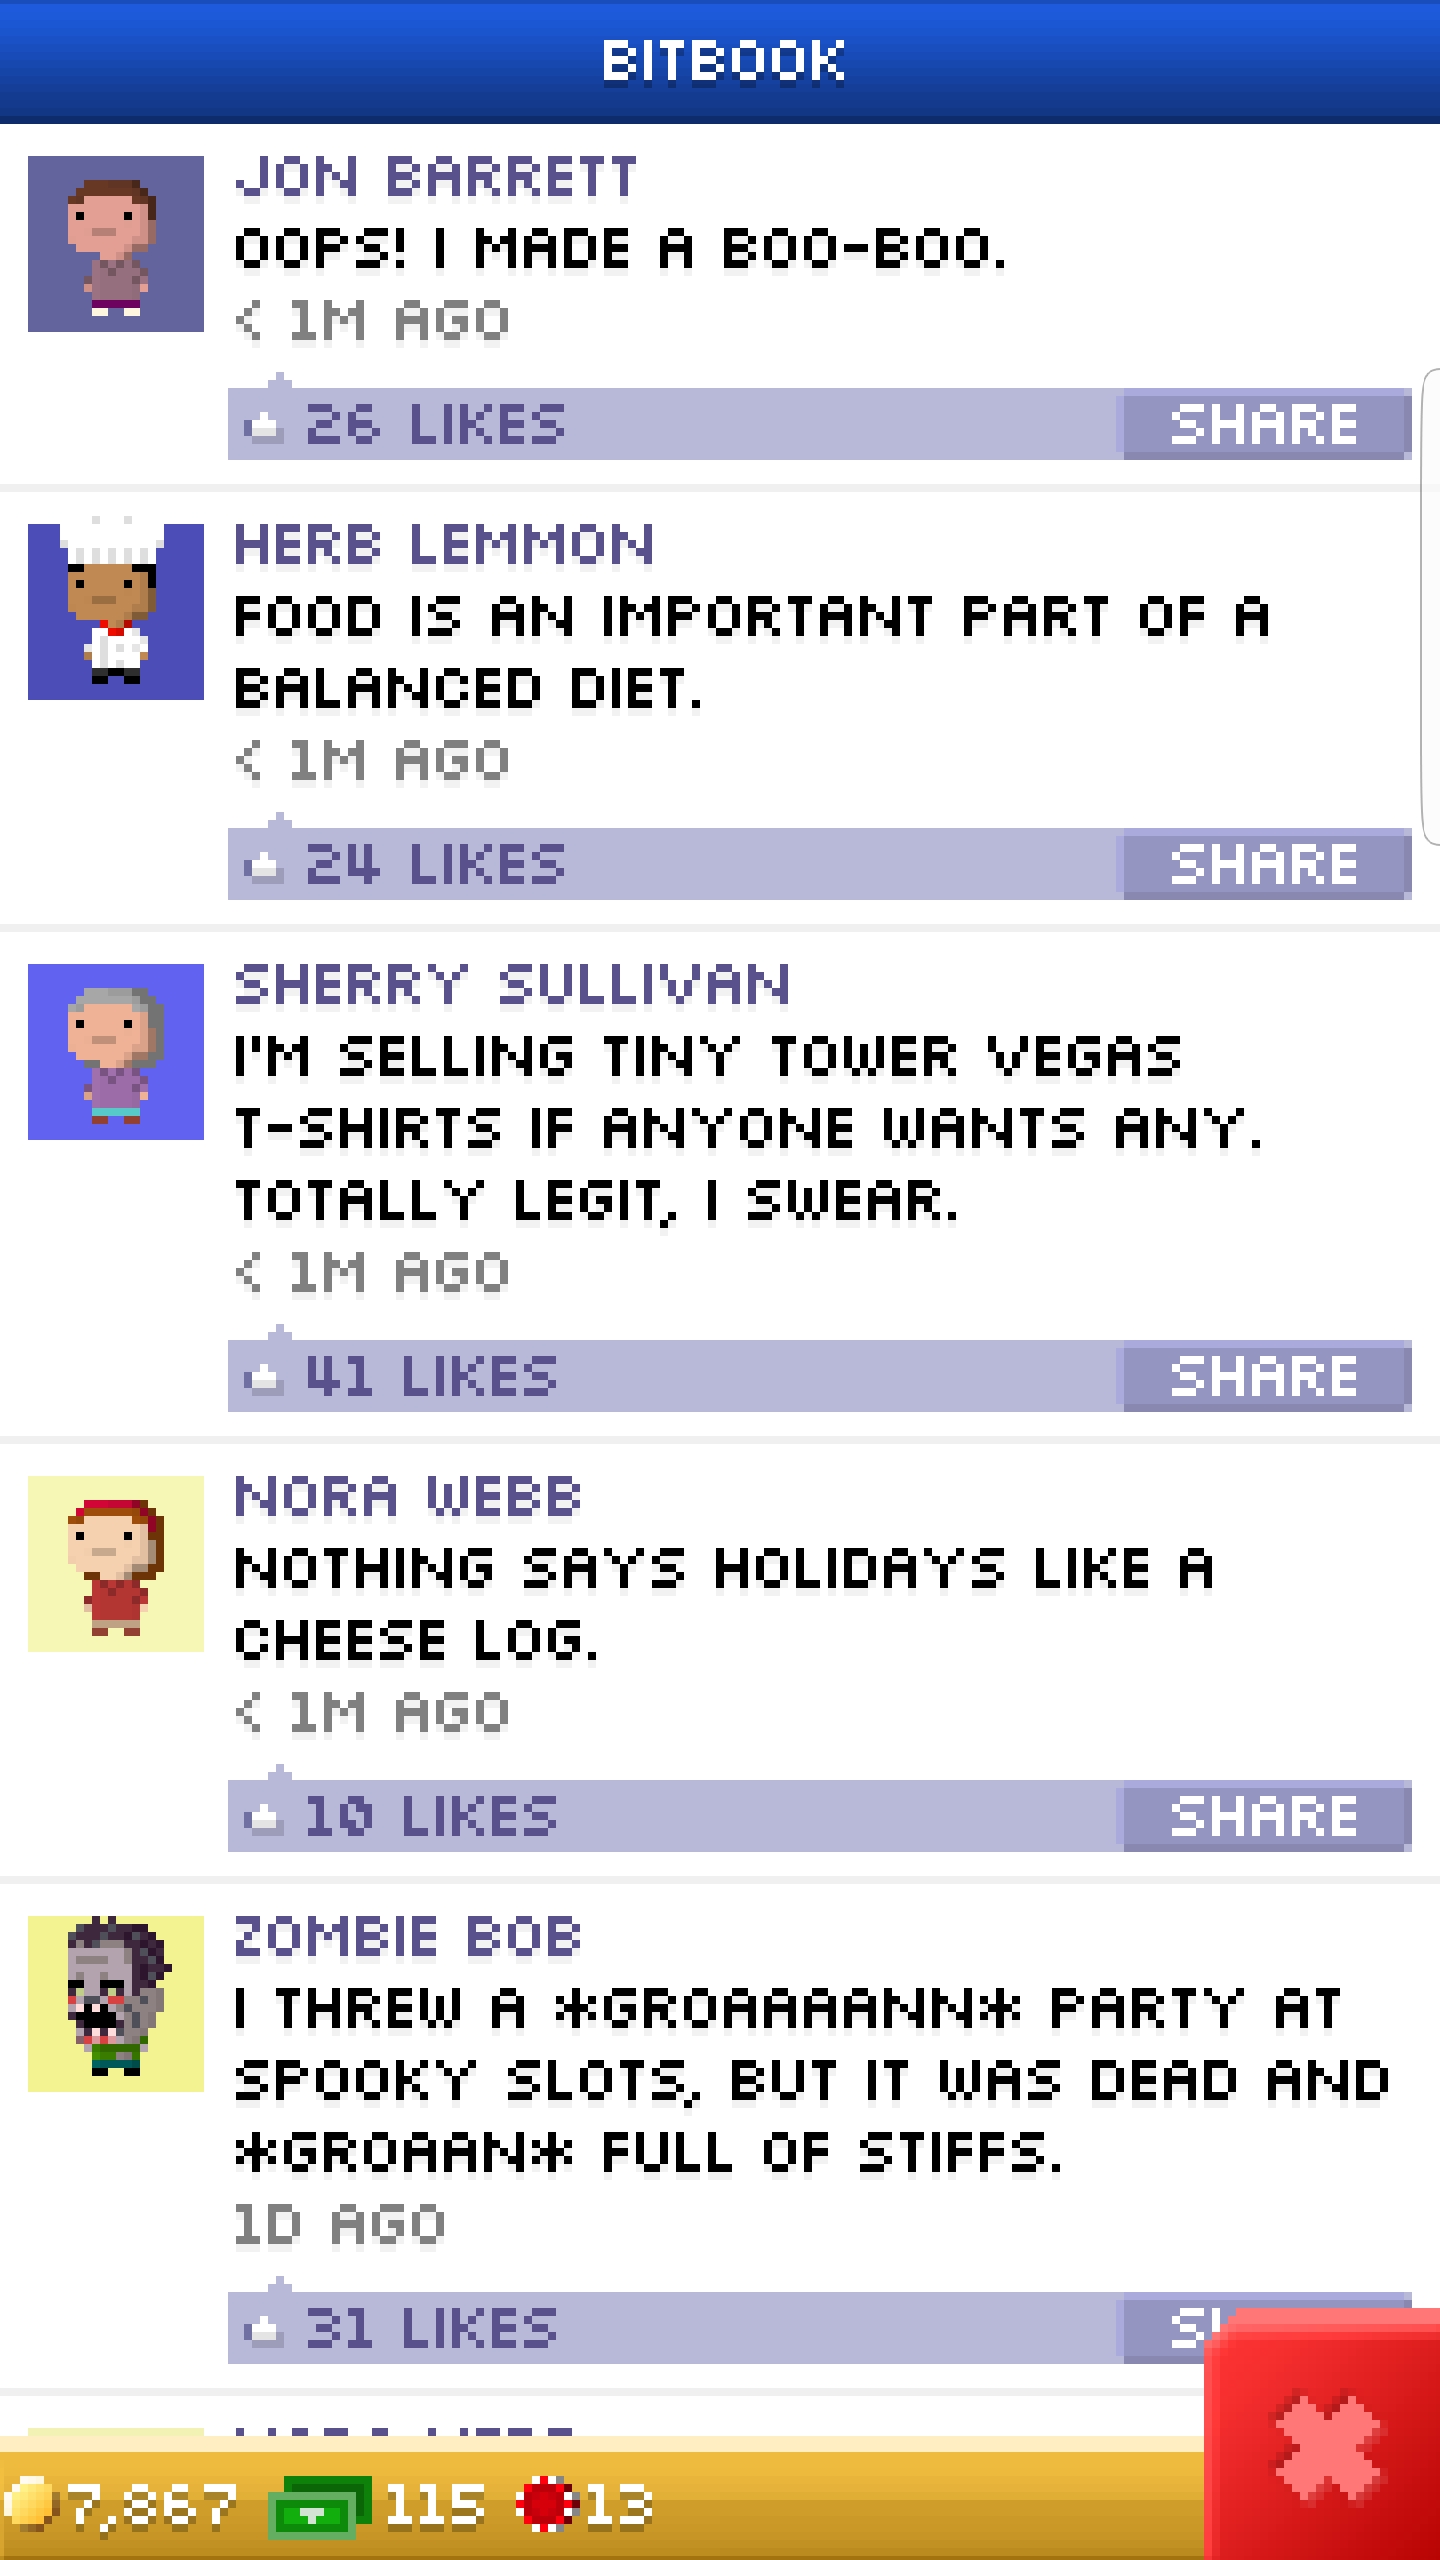 BITBOOK
JON BARRETT
OOPS! I MADE A BOO-BOO.
< 1M AGO
26 LIKES SHARE
HERB LEMMON
FOOD IS AN IMPORTANT PART OF A
BALANCED DIET.
< 1M AGO
24 LIKES SHARE
SHERRY SULLIVAN
I'M SELLING TINY TOWER VEGAS
T-SHIRTS IF ANYONE WANTS ANY.
TOTALLY LEGIT, I SWEAR.
< 1M AGO
41 LIKES SHARE
NORA WEBB
NOTHING SAYS HOLIDAYS LIKE A
CHEESE LOG.
< 1M AGO
10 LIKES SHARE
ZOMBIE BOB
I THREW A *GROAAAANN* PARTY AT
SPOOKY SLOTS, BUT IT WAS DEAD AND
*GROAAN* FULL OF STIFFS.
1D AGO
31 LIKES
7,867 115 13